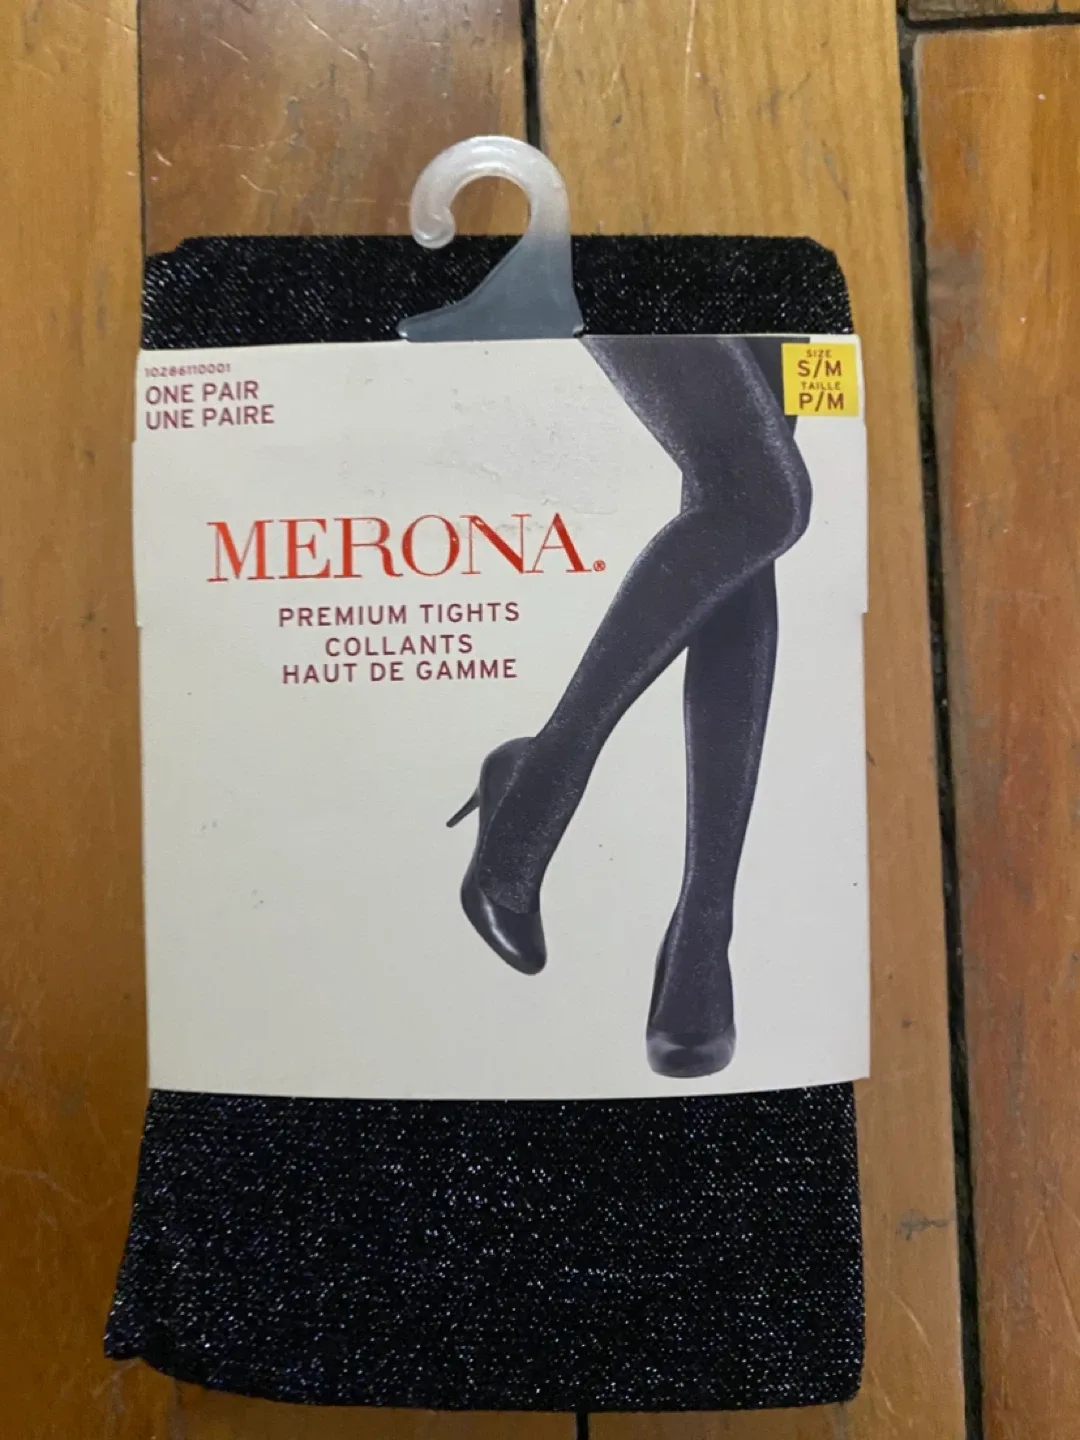 10286110001
ONE PAIR
UNE PAIRE
SIZE
S/M
TAILLE
P/M
MERONA®
PREMIUM TIGHTS
COLLANTS
HAUT DE GAMME